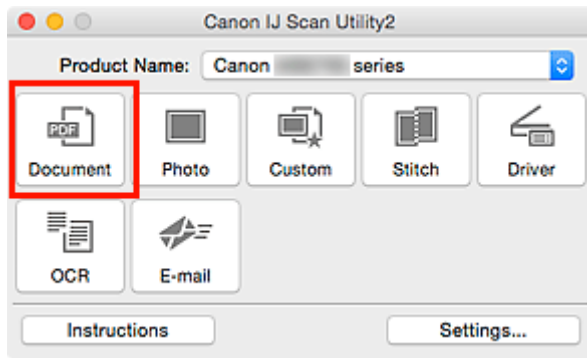 Canon IJ Scan Utility2
Product Name: Canon series
PDF
Document Photo Custom Stitch Driver
OCR E-mail
Instructions Settings...